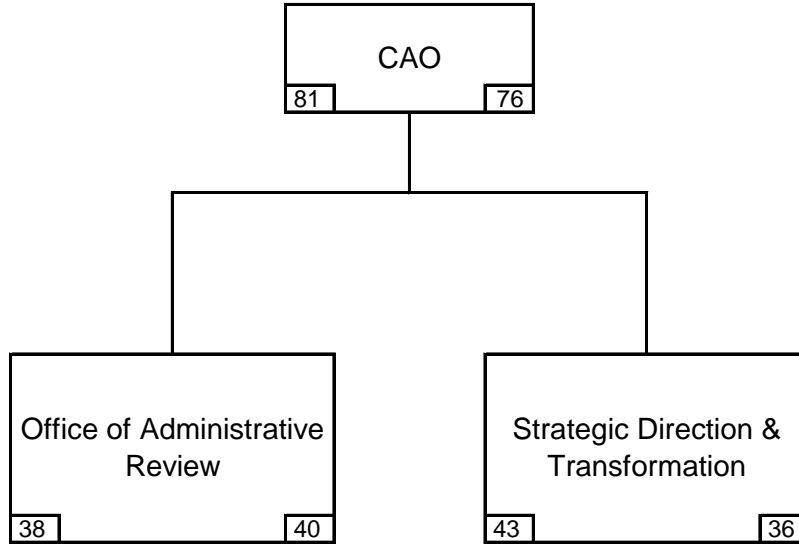 CAO
81 76
Office of Administrative
Review
38 40
Strategic Direction &
Transformation
43 36